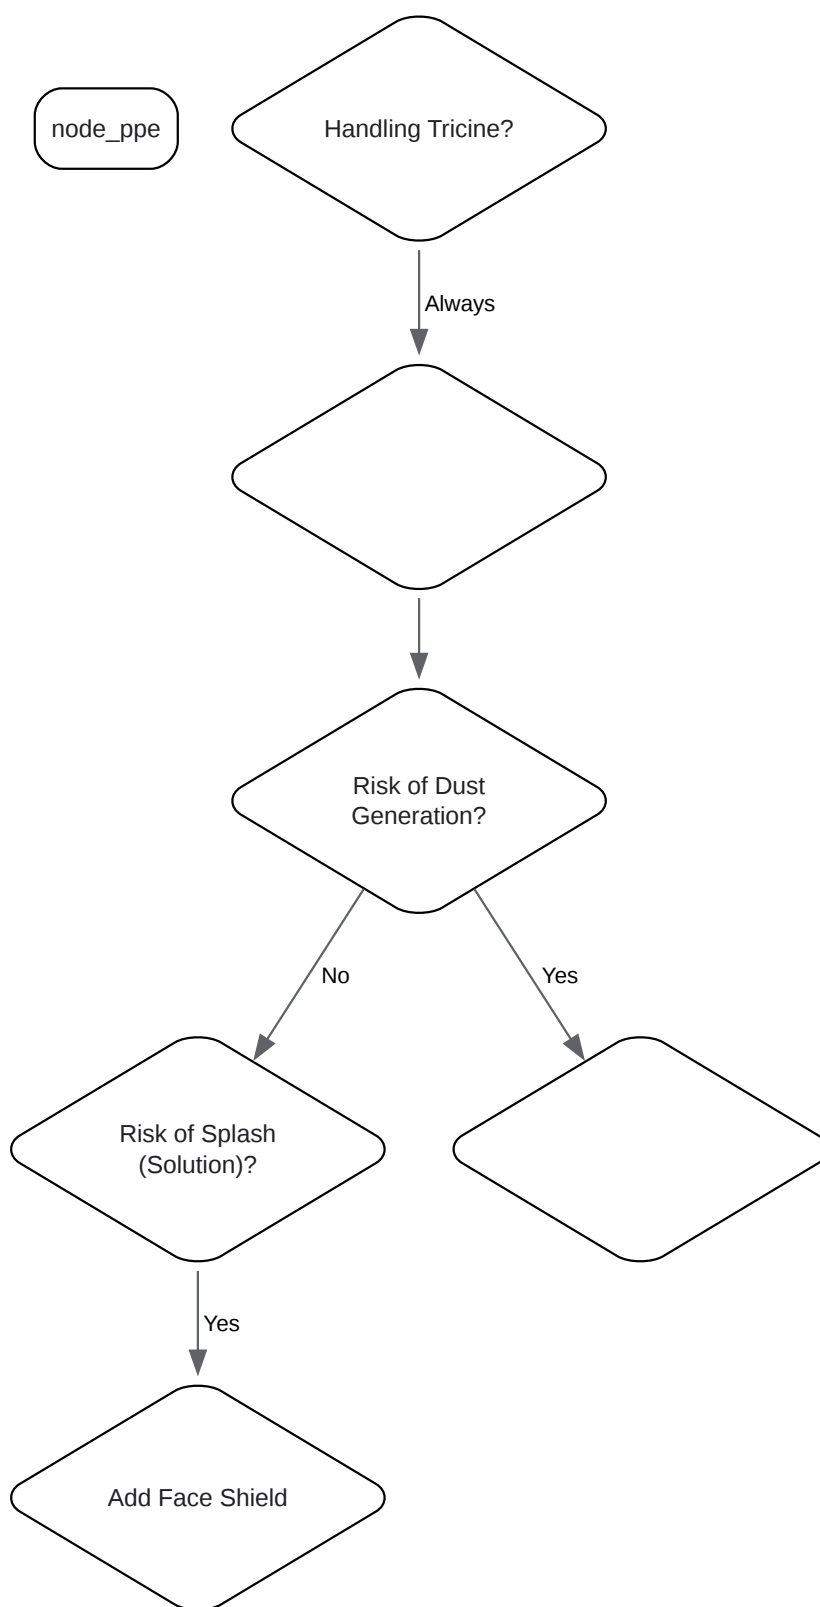 node_ppe
Handling Tricine?
Always
Risk of Dust
Generation?
No
Yes
Risk of Splash
(Solution)?
Yes
Add Face Shield